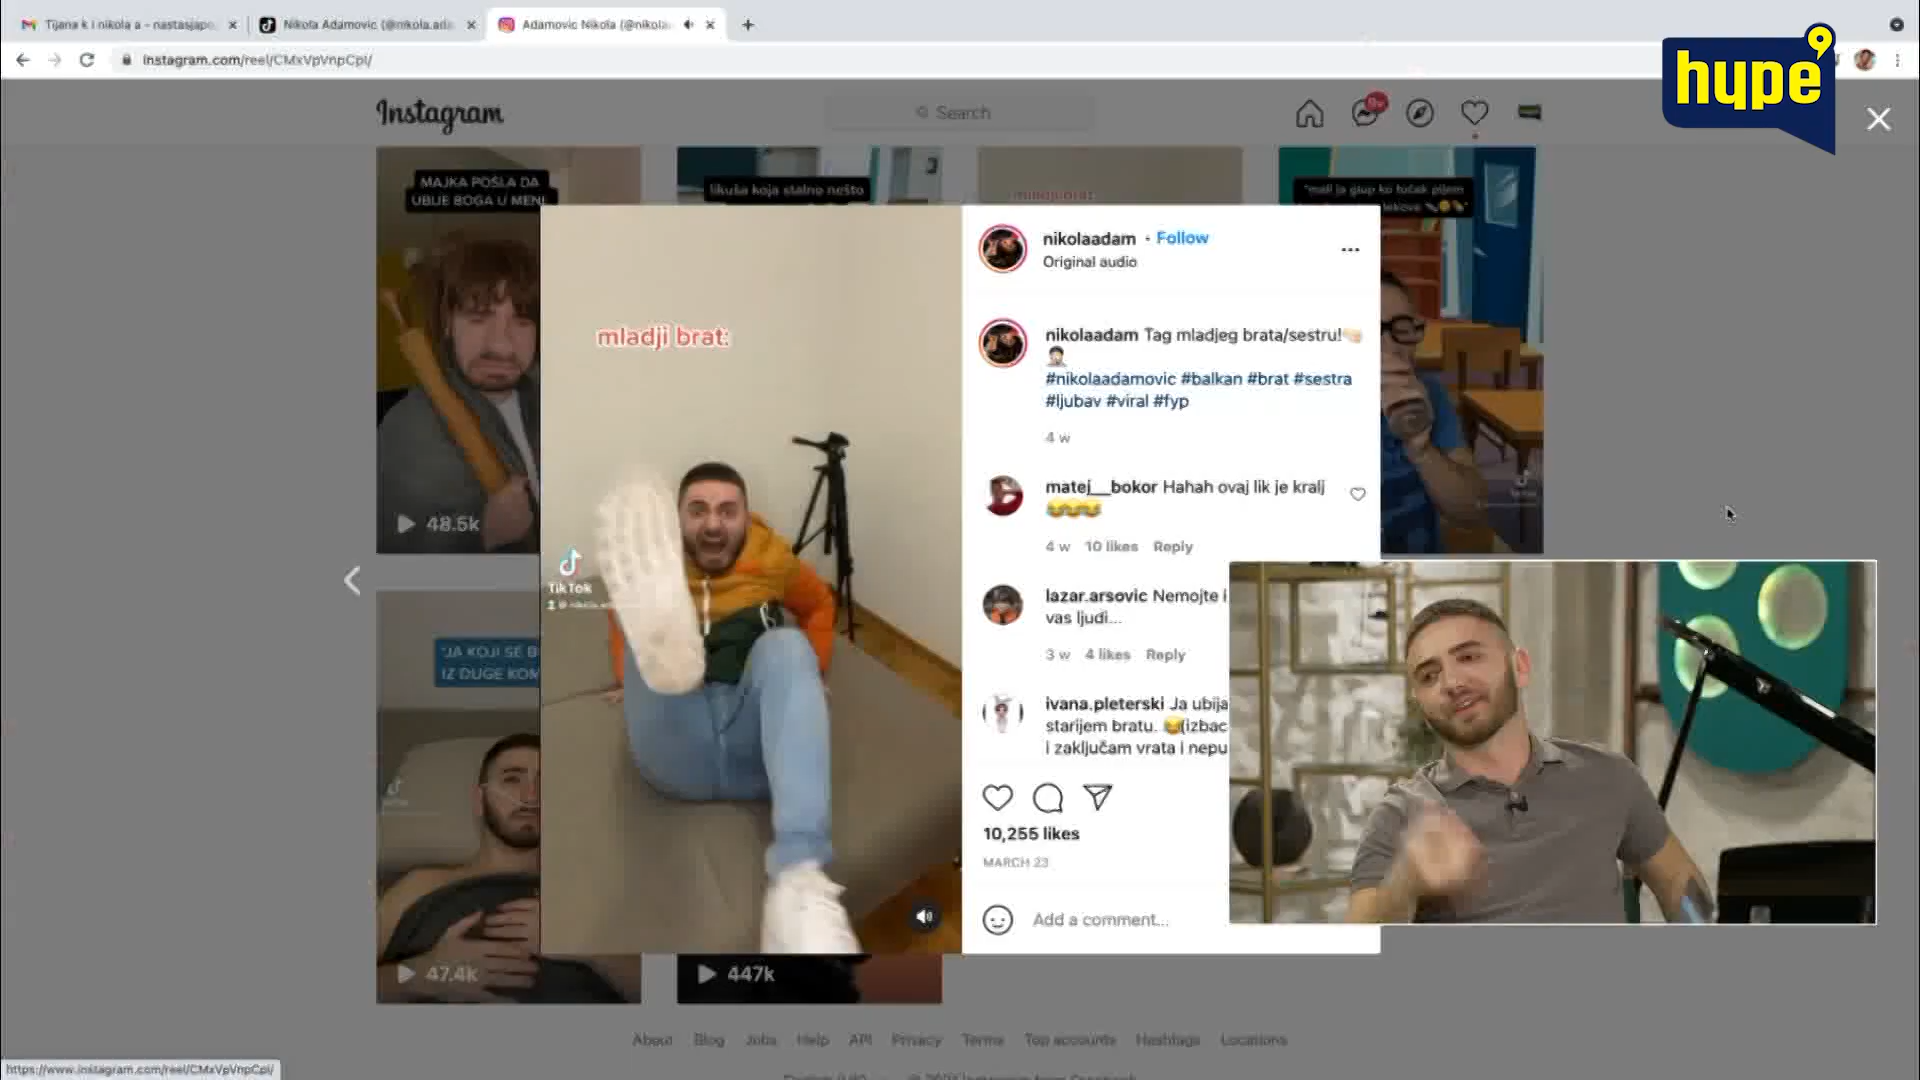 Tijana k i nikola a - nastasjapo
Nikola Adamovic (@nikola.ada
Adamovic Nikola (@nikola
instagram.com/reel/CMxVpVnpCpI/
hype
Instagram
Search
MAJKA POŠLA DA
UBIJE BOGA U MENI
likuša koja stalno nešto
mladji brat:
"mali ja glup ko točak pijem
lekove
48.5k
"JA KOJI SE B
IZ DUGE KOM
47.4k
447k
mladji brat:
TikTok
nikolaadam • Follow
Original audio
nikolaadam Tag mladjeg brata/sestru!
#nikolaadamovic #balkan #brat #sestra
#ljubav #viral #fyp
4 w
matej__bokor Hahah ovaj lik je kralj
4 w 10 likes Reply
lazar.arsovic Nemojte i
vas ljudi...
3 w 4 likes Reply
ivana.pleterski Ja ubija
starijem bratu. (izbac
i zaključam vrata i nepu
10,255 likes
MARCH 23
Add a comment...
About Blog Jobs Help API Privacy Terms Top accounts Hashtags Locations
https://www.instagram.com/reel/CMxVpVnpCpI/